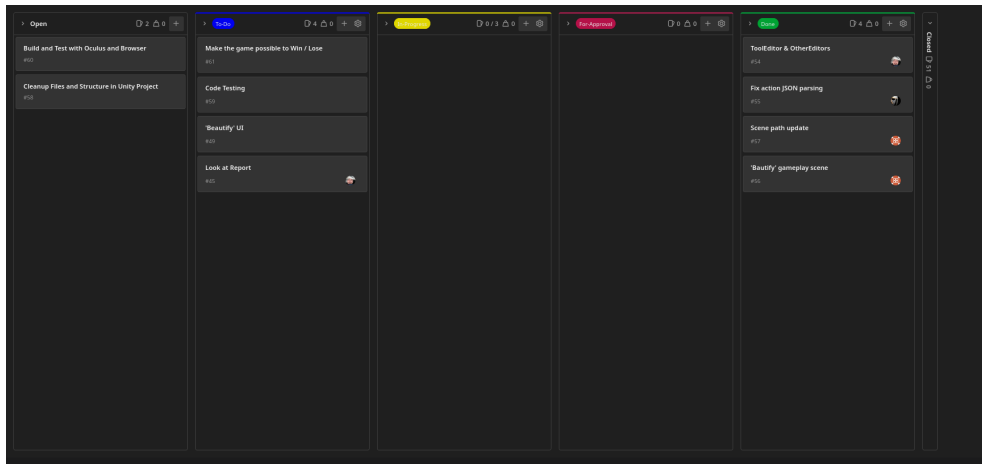 Open 2 0
Build and Test with Oculus and Browser
#60
Cleanup Files and Structure in Unity Project
#58
To-Do 4 0
Make the game possible to Win / Lose
#61
Code Testing
#59
'Beautify' UI
#49
Look at Report
#45
In-Progress 0/3 0
For-Approval 0 0
Done 4 0
ToolEditor & OtherEditors
#54
Fix action JSON parsing
#55
Scene path update
#57
'Bautify' gameplay scene
#56
Closed 51 0